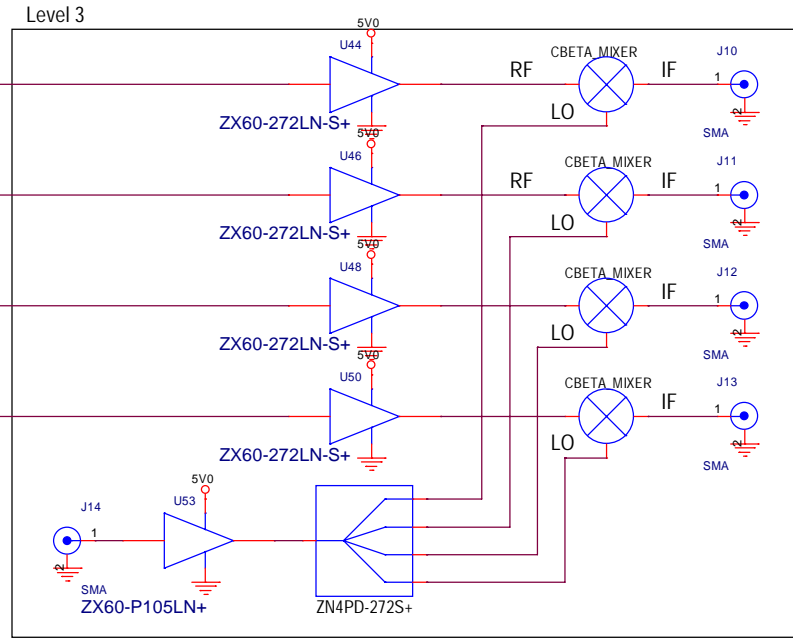 Level 3
5V0
U44
CBETA_MIXER
J10
RF
IF
1
2
LO
ZX60-272LN-S+
SMA
5V0
U46
CBETA_MIXER
J11
RF
IF
1
2
LO
ZX60-272LN-S+
SMA
5V0
U48
CBETA_MIXER
J12
IF
1
2
LO
ZX60-272LN-S+
SMA
5V0
U50
CBETA_MIXER
J13
IF
1
2
LO
ZX60-272LN-S+
SMA
5V0
U53
J14
1
2
SMA
ZX60-P105LN+
ZN4PD-272S+